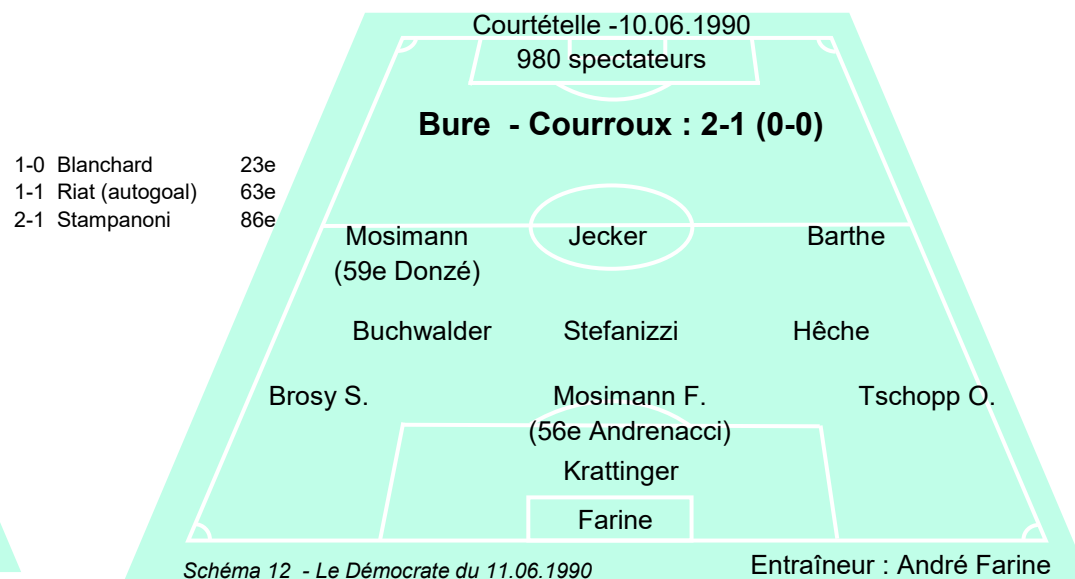 Courtételle -10.06.1990
980 spectateurs
Bure - Courroux : 2-1 (0-0)
1-0 Blanchard 23e
1-1 Riat (autogoal) 63e
2-1 Stampanoni 86e
Mosimann Jecker Barthe
(59e Donzé)
Buchwalder Stefanizzi Hêche
Brosy S. Mosimann F. Tschopp O.
(56e Andrenacci)
Krattinger
Farine
Schéma 12 - Le Démocrate du 11.06.1990 Entraîneur : André Farine